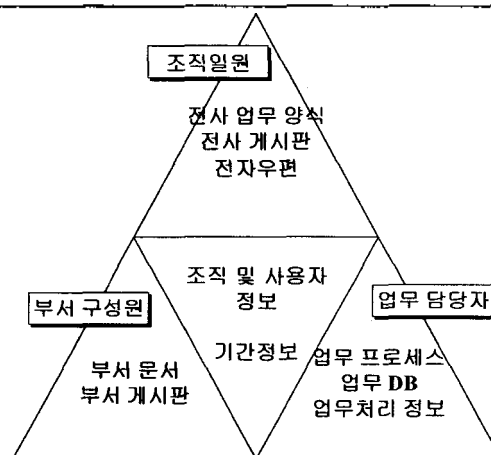 조직일원
전사 업무 양식
전사 게시판
전자우편
조직 및 사용자
정보
기간정보
부서 구성원
부서 문서
부서 게시판
업무 담당자
업무 프로세스
업무 DB
업무처리 정보